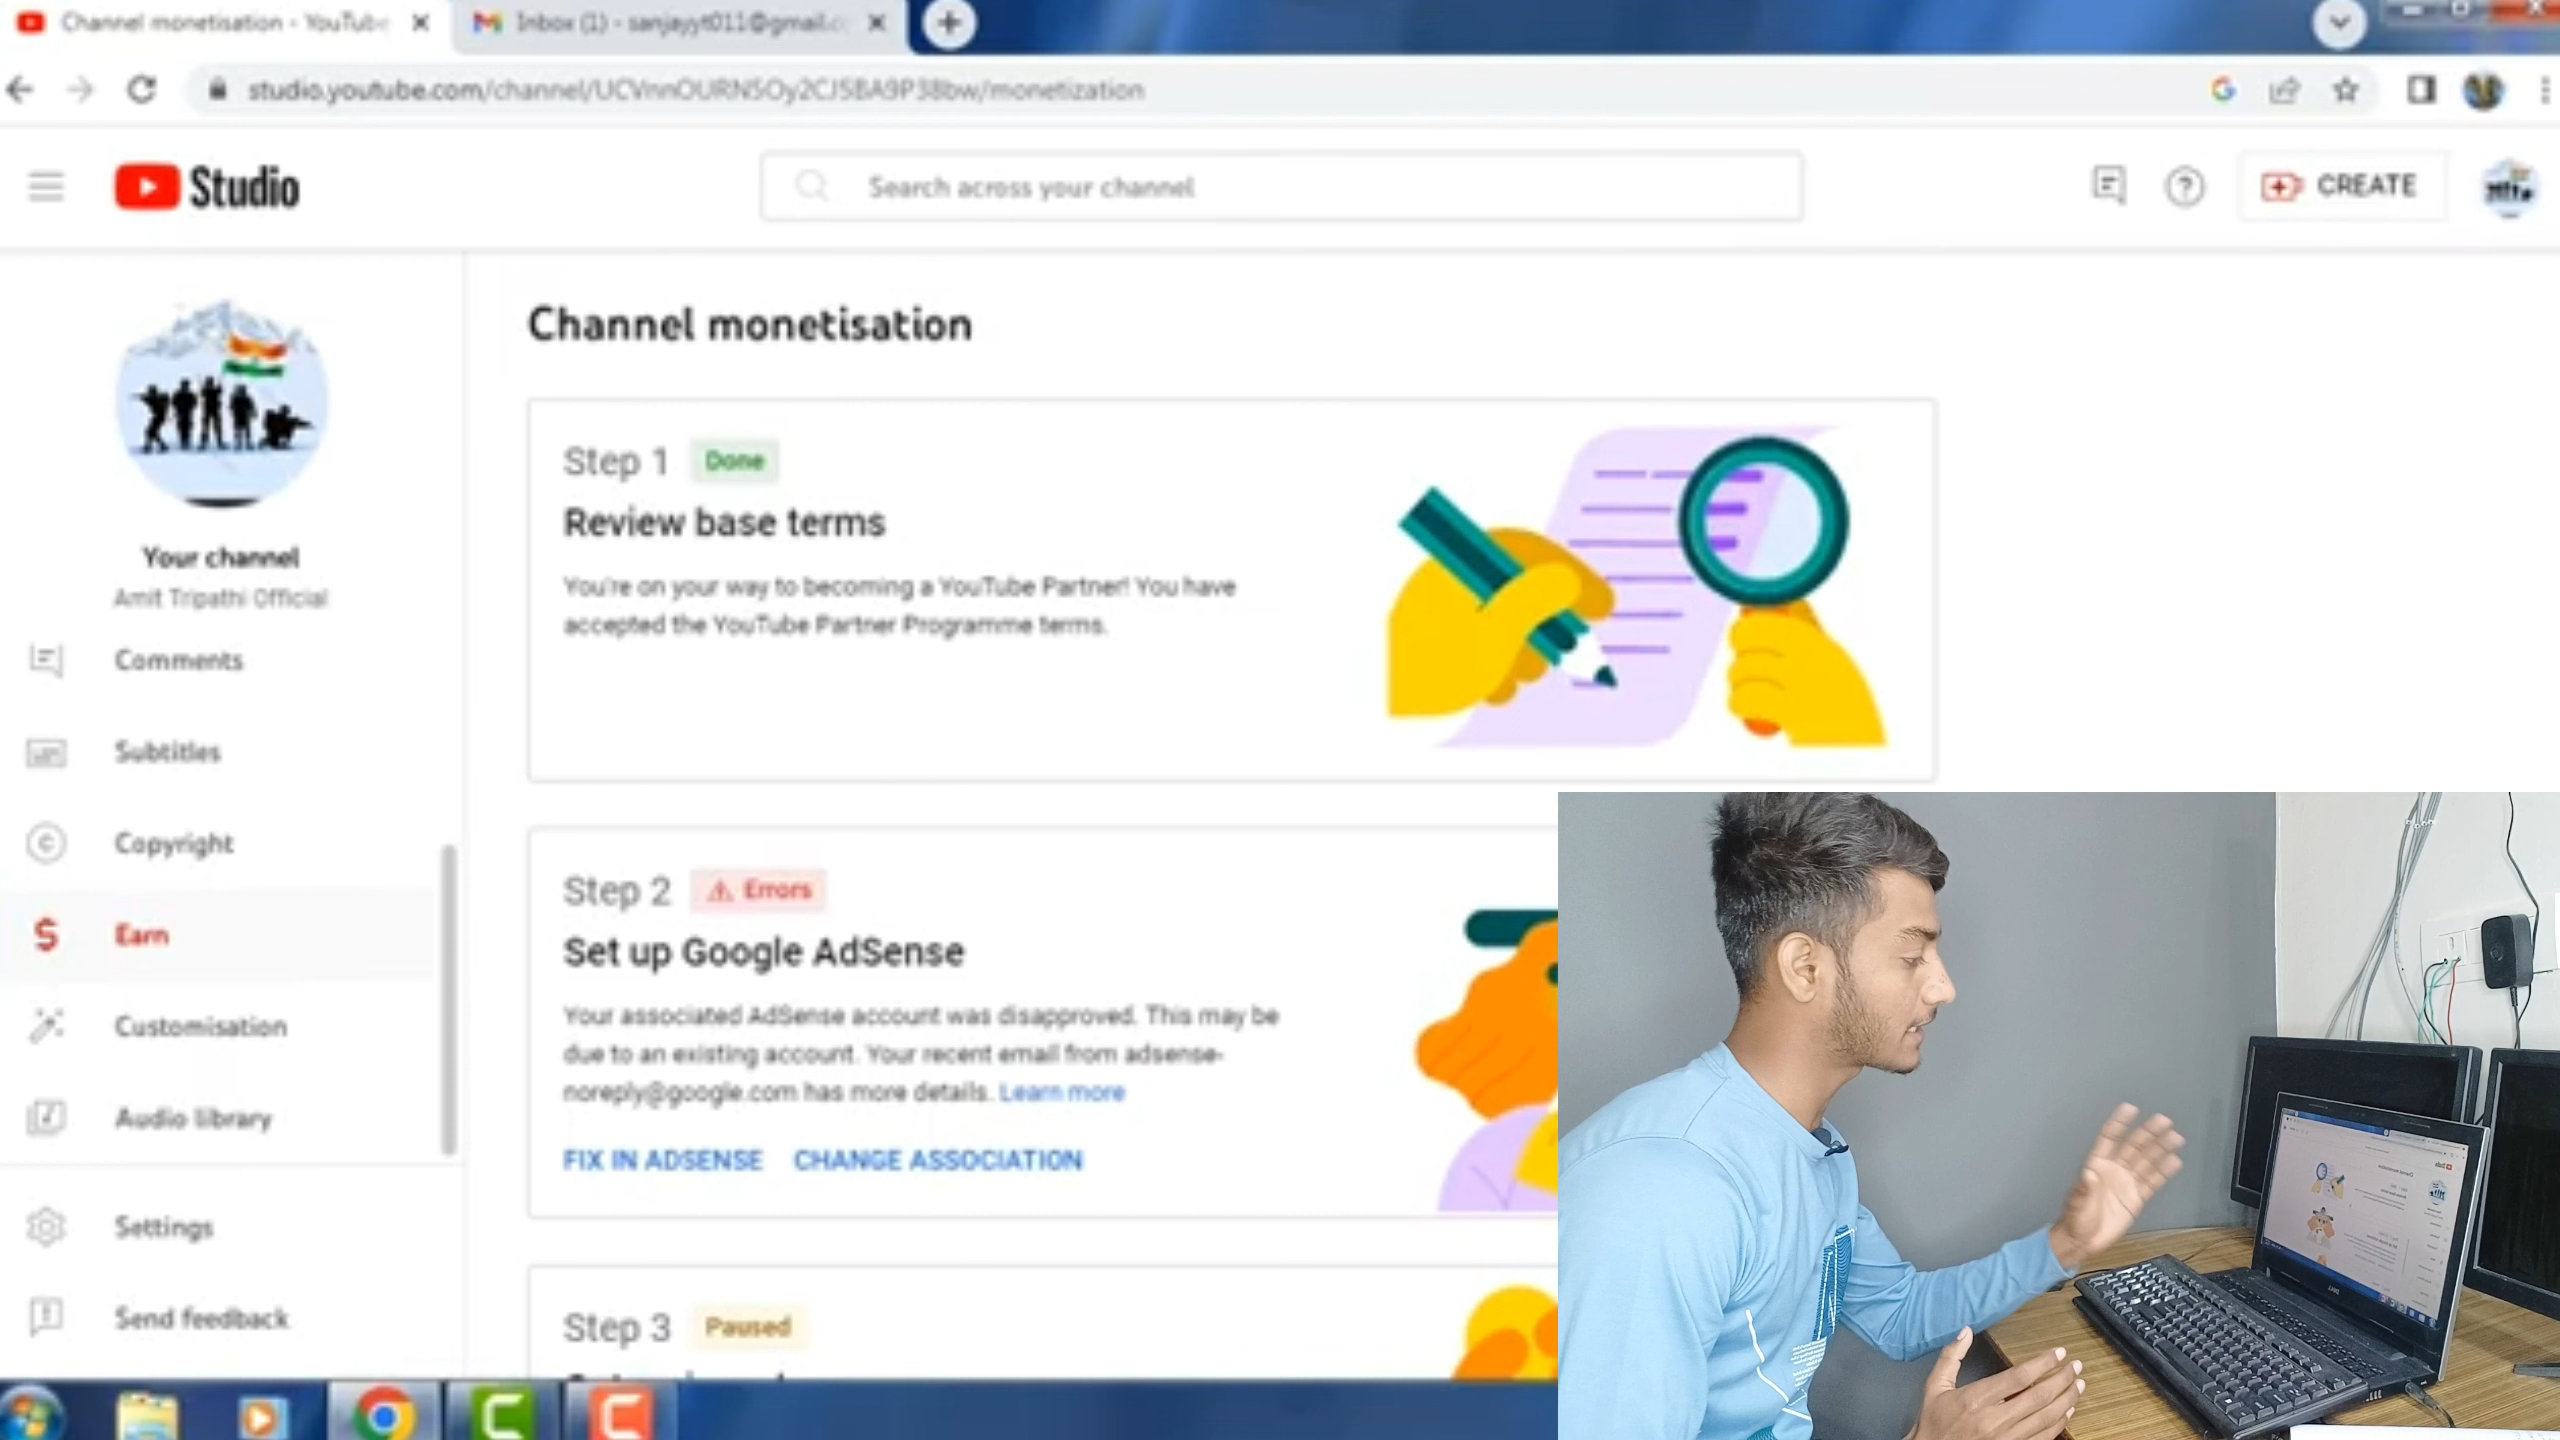 Channel monetisation - YouTube
Inbox (1) - sanjayyt011@gmail.c
studio.youtube.com/channel/UCVnnOURN5Oy2CJSBA9P38bw/monetization
Studio
Search across your channel
CREATE
Your channel
Amit Tripathi Official
Comments
Subtitles
Copyright
Earn
Customisation
Audio library
Settings
Send feedback
Channel monetisation
Step 1 Done
Review base terms
You're on your way to becoming a YouTube Partner! You have
accepted the YouTube Partner Programme terms.
Step 2 Errors
Set up Google AdSense
Your associated AdSense account was disapproved. This may be
due to an existing account. Your recent email from adsense-
noreply@google.com has more details. Learn more
FIX IN ADSENSE CHANGE ASSOCIATION
Step 3 Paused